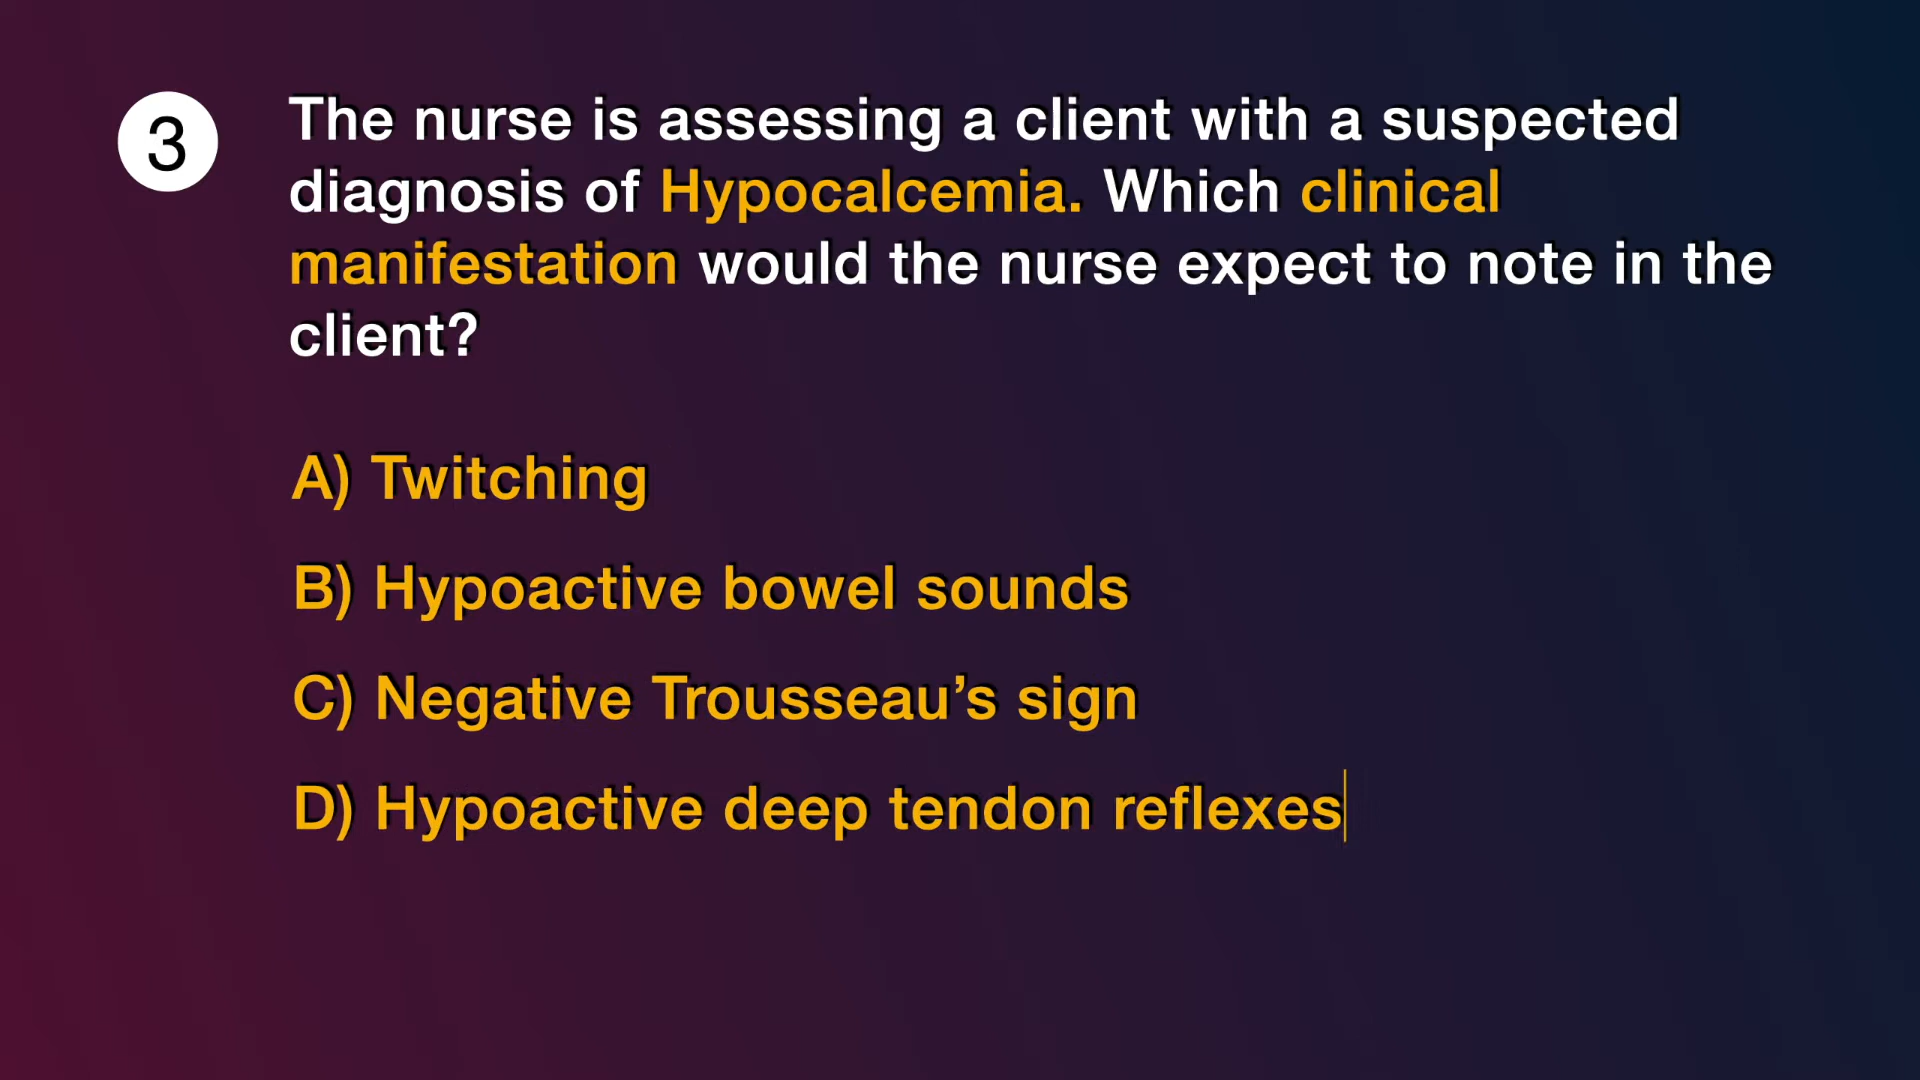 3
The nurse is assessing a client with a suspected
diagnosis of Hypocalcemia. Which clinical
manifestation would the nurse expect to note in the
client?
A) Twitching
B) Hypoactive bowel sounds
C) Negative Trousseau’s sign
D) Hypoactive deep tendon reflexes